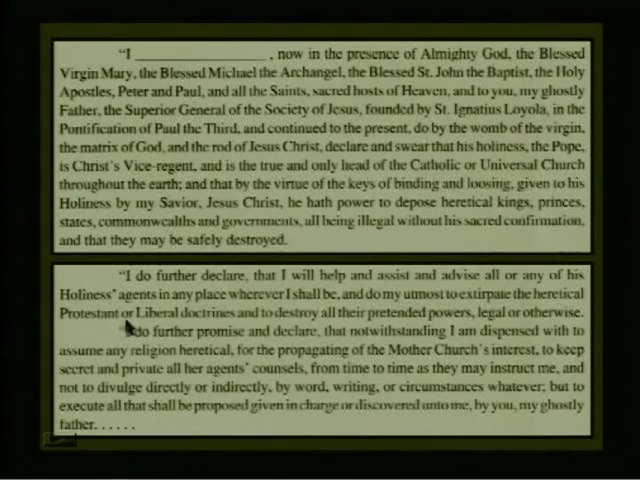 "I ____________________, now in the presence of Almighty God, the Blessed
Virgin Mary, the Blessed Michael the Archangel, the Blessed St. John the Baptist, the Holy
Apostles, Peter and Paul, and all the Saints, sacred hosts of Heaven, and to you, my ghostly
Father, the Superior General of the Society of Jesus, founded by St. Ignatius Loyola, in the
Pontification of Paul the Third, and continued to the present, do by the womb of the virgin,
the matrix of God, and the rod of Jesus Christ, declare and swear that his holiness, the Pope,
is Christ's Vice-regent, and is the true and only head of the Catholic or Universal Church
throughout the earth; and that by the virtue of the keys of binding and loosing, given to his
Holiness by my Savior, Jesus Christ, he hath power to depose heretical kings, princes,
states, commonwealths and governments, all being illegal without his sacred confirmation,
and that they may be safely destroyed.
"I do further declare, that I will help and assist and advise all or any of his
Holiness' agents in any place wherever I shall be, and do my utmost to extirpate the heretical
Protestant or Liberal doctrines and to destroy all their pretended powers, legal or otherwise.
do further promise and declare, that notwithstanding I am dispensed with to
assume any religion heretical, for the propagating of the Mother Church's interest, to keep
secret and private all her agents' counsels, from time to time as they may instruct me, and
not to divulge directly or indirectly, by word, writing, or circumstances whatever; but to
execute all that shall be proposed given in charge or discovered unto me, by you, my ghostly
father. . . . . .